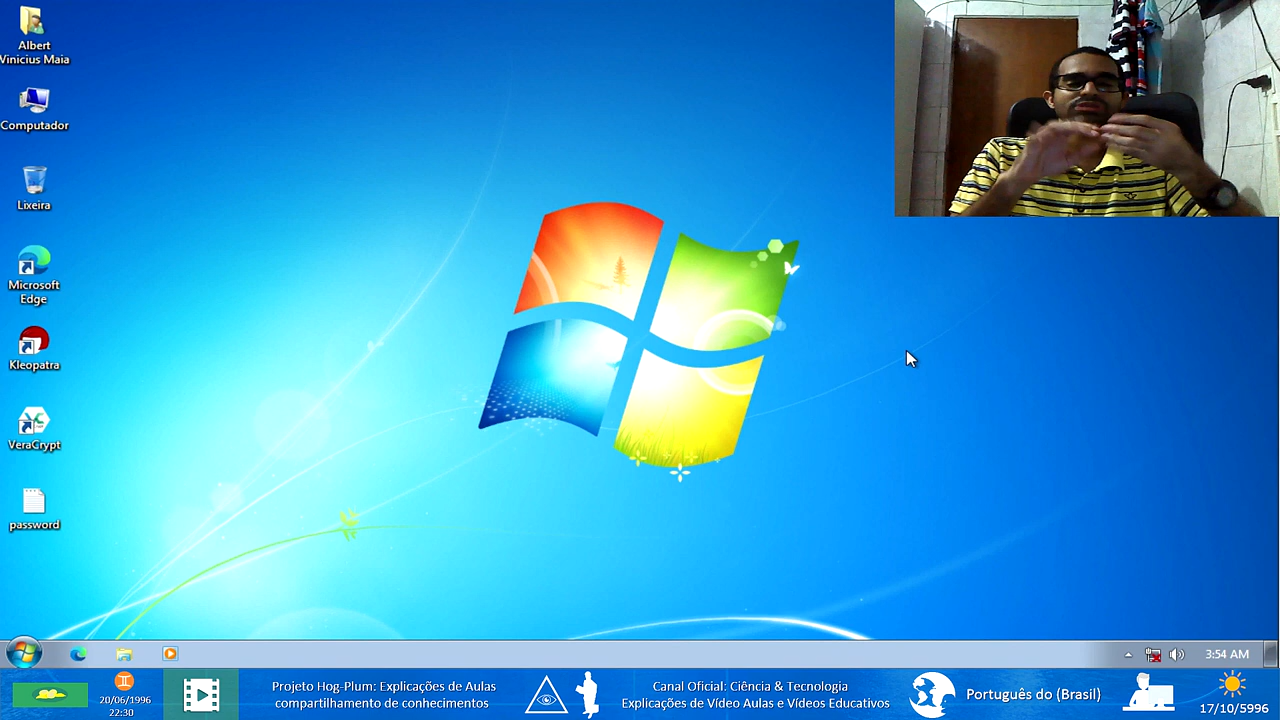 Albert
Vinicius Maia
Computador
Lixeira
Microsoft
Edge
Kleopatra
VeraCrypt
password
3:54 AM
20/06/1996
22:30
Projeto Hog-Plum: Explicações de Aulas
compartilhamento de conhecimentos
Canal Oficial: Ciência & Tecnologia
Explicações de Vídeo Aulas e Vídeos Educativos
Português do (Brasil)
17/10/5996